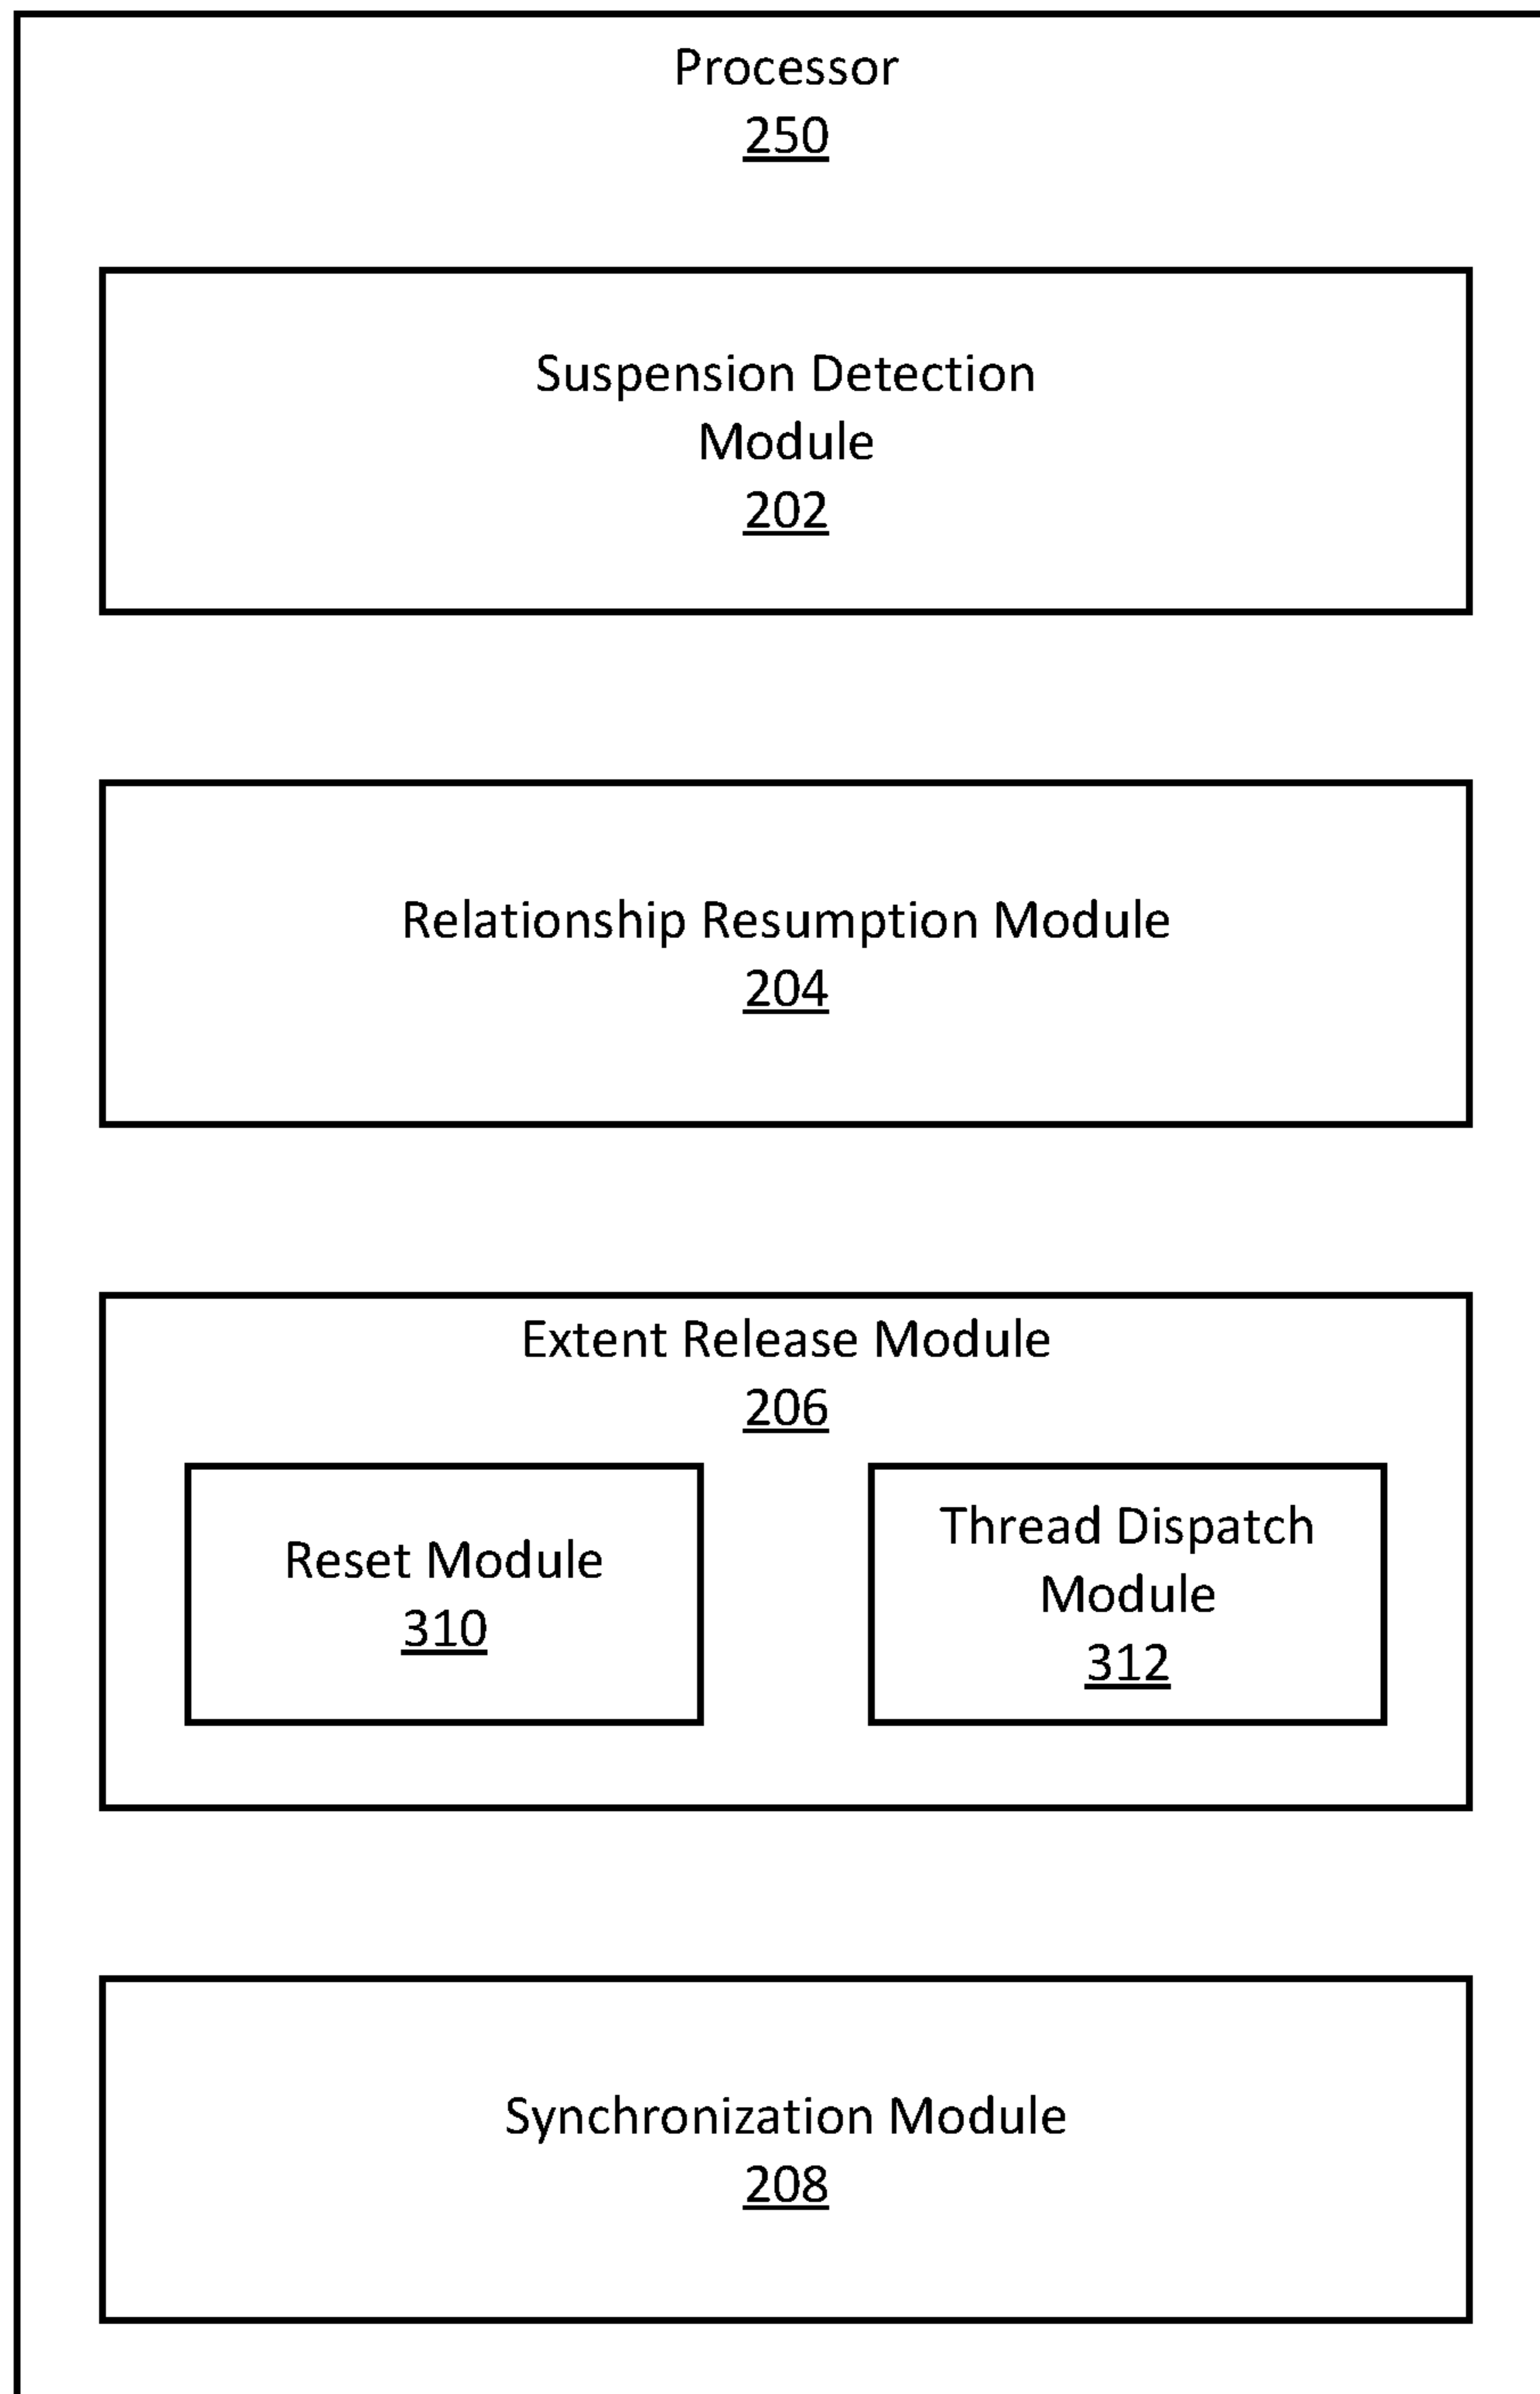 Processor
250
Suspension Detection
Module
202
Relationship Resumption Module
204
Extent Release Module
206
Reset Module
310
Thread Dispatch
Module
312
Synchronization Module
208